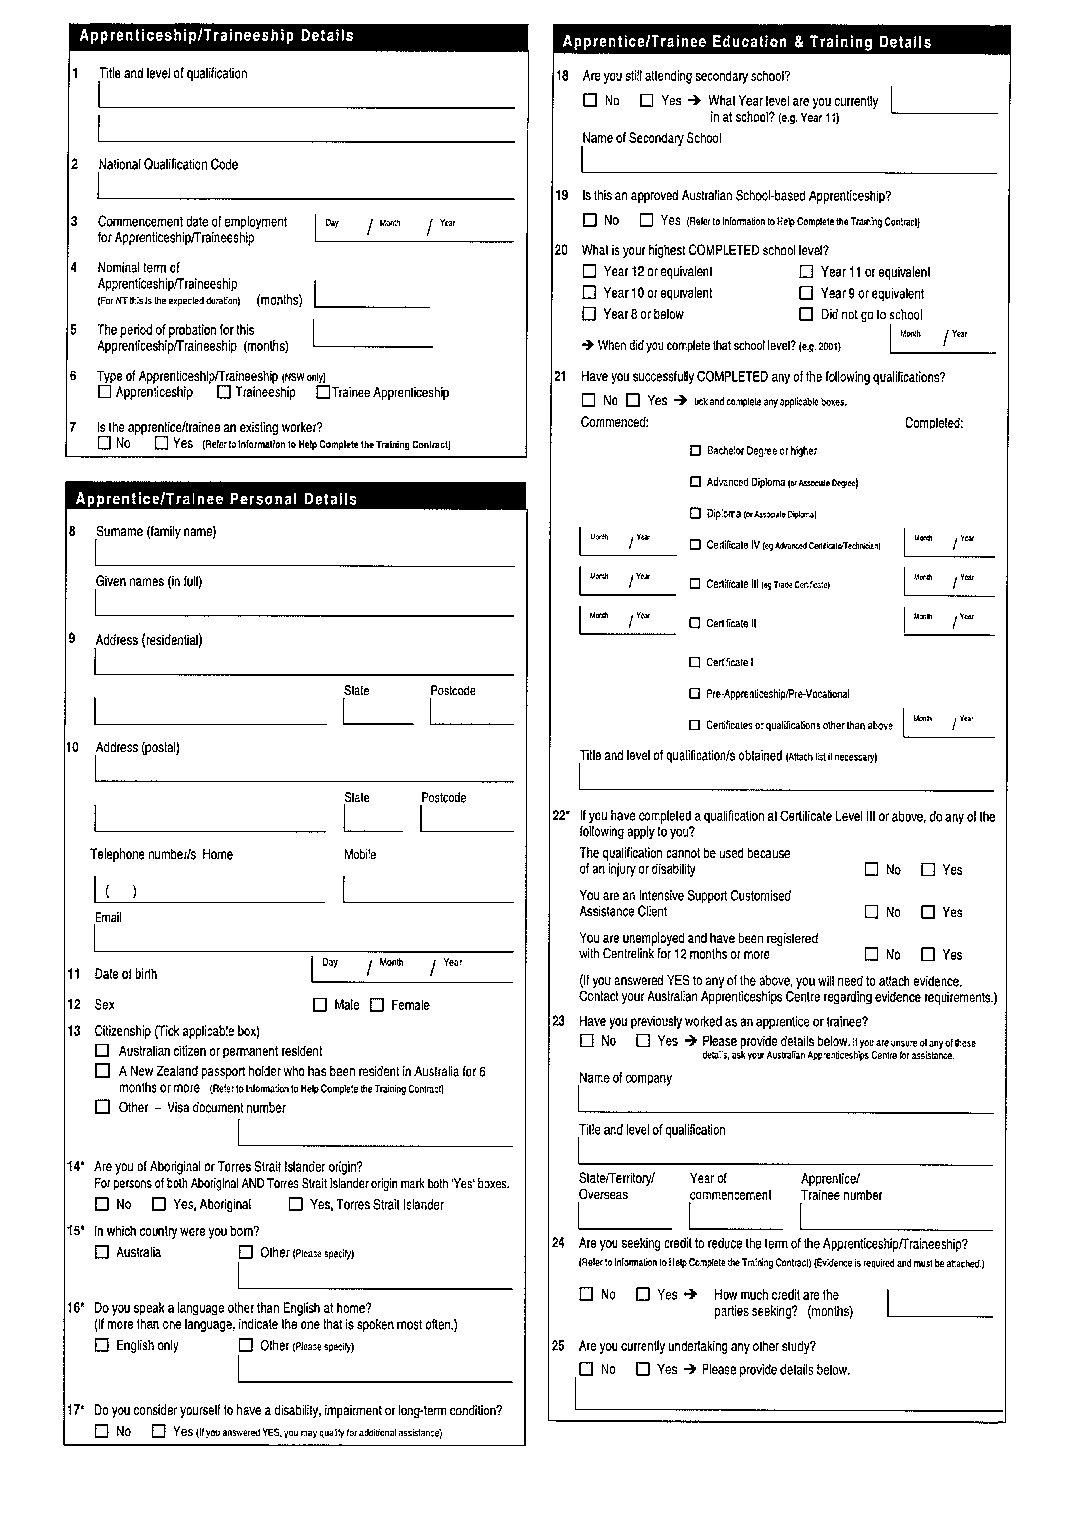 Apprenticeship/Traineeship Details
1 Title and level of qualification
2 National Qualification Code
3 Commencement date of employment
for Apprenticeship/Traineeship
Day / Month / Year
4 Nominal term of
Apprenticeship/Traineeship
(For NT this is the expected duration) (months)
5 The period of probation for this
Apprenticeship/Traineeship (months)
6 Type of Apprenticeship/Traineeship (NSW only)
Apprenticeship Traineeship Trainee Apprenticeship
7 Is the apprentice/trainee an existing worker?
No Yes (Refer to Information to Help Complete the Training Contract)
Apprentice/Trainee Personal Details
8 Surname (family name)
Given names (in full)
9 Address (residential)
State Postcode
10 Address (postal)
State Postcode
Telephone number/s Home Mobile
( )
Email
11 Date of birth Day / Month / Year
12 Sex Male Female
13 Citizenship (Tick applicable box)
Australian citizen or permanent resident
A New Zealand passport holder who has been resident in Australia for 6
months or more (Refer to Information to Help Complete the Training Contract)
Other – Visa document number
14* Are you of Aboriginal or Torres Strait Islander origin?
For persons of both Aboriginal AND Torres Strait Islander origin mark both 'Yes' boxes.
No Yes, Aboriginal Yes, Torres Strait Islander
15* In which country were you born?
Australia Other (Please specify)
16* Do you speak a language other than English at home?
(If more than one language, indicate the one that is spoken most often.)
English only Other (Please specify)
17* Do you consider yourself to have a disability, impairment or long-term condition?
No Yes (If you answered YES, you may qualify for additional assistance)
Apprentice/Trainee Education & Training Details
18 Are you still attending secondary school?
No Yes → What Year level are you currently
in at school? (e.g. Year 11)
Name of Secondary School
19 Is this an approved Australian School-based Apprenticeship?
No Yes (Refer to Information to Help Complete the Training Contract)
20 What is your highest COMPLETED school level?
Year 12 or equivalent Year 11 or equivalent
Year 10 or equivalent Year 9 or equivalent
Year 8 or below Did not go to school
→ When did you complete that school level? (e.g. 2001) Month / Year
21 Have you successfully COMPLETED any of the following qualifications?
No Yes → tick and complete any applicable boxes.
Commenced: Completed:
Bachelor Degree or higher
Advanced Diploma (or Associate Degree)
Diploma (or Associate Diploma)
Month / Year Certificate IV (eg Advanced Certificate/Technician) Month / Year
Month / Year Certificate III (eg Trade Certificate) Month / Year
Month / Year Certificate II Month / Year
Certificate I
Pre-Apprenticeship/Pre-Vocational
Certificates or qualifications other than above Month / Year
Title and level of qualification/s obtained (Attach list if necessary)
22* If you have completed a qualification at Certificate Level III or above, do any of the
following apply to you?
The qualification cannot be used because
of an injury or disability No Yes
You are an Intensive Support Customised
Assistance Client No Yes
You are unemployed and have been registered
with Centrelink for 12 months or more No Yes
(If you answered YES to any of the above, you will need to attach evidence.
Contact your Australian Apprenticeships Centre regarding evidence requirements.)
23 Have you previously worked as an apprentice or trainee?
No Yes → Please provide details below. If you are unsure of any of these
details, ask your Australian Apprenticeships Centre for assistance.
Name of company
Title and level of qualification
State/Territory/ Year of Apprentice/
Overseas commencement Trainee number
24 Are you seeking credit to reduce the term of the Apprenticeship/Traineeship?
(Refer to Information to Help Complete the Training Contract) (Evidence is required and must be attached.)
No Yes → How much credit are the
parties seeking? (months)
25 Are you currently undertaking any other study?
No Yes → Please provide details below.